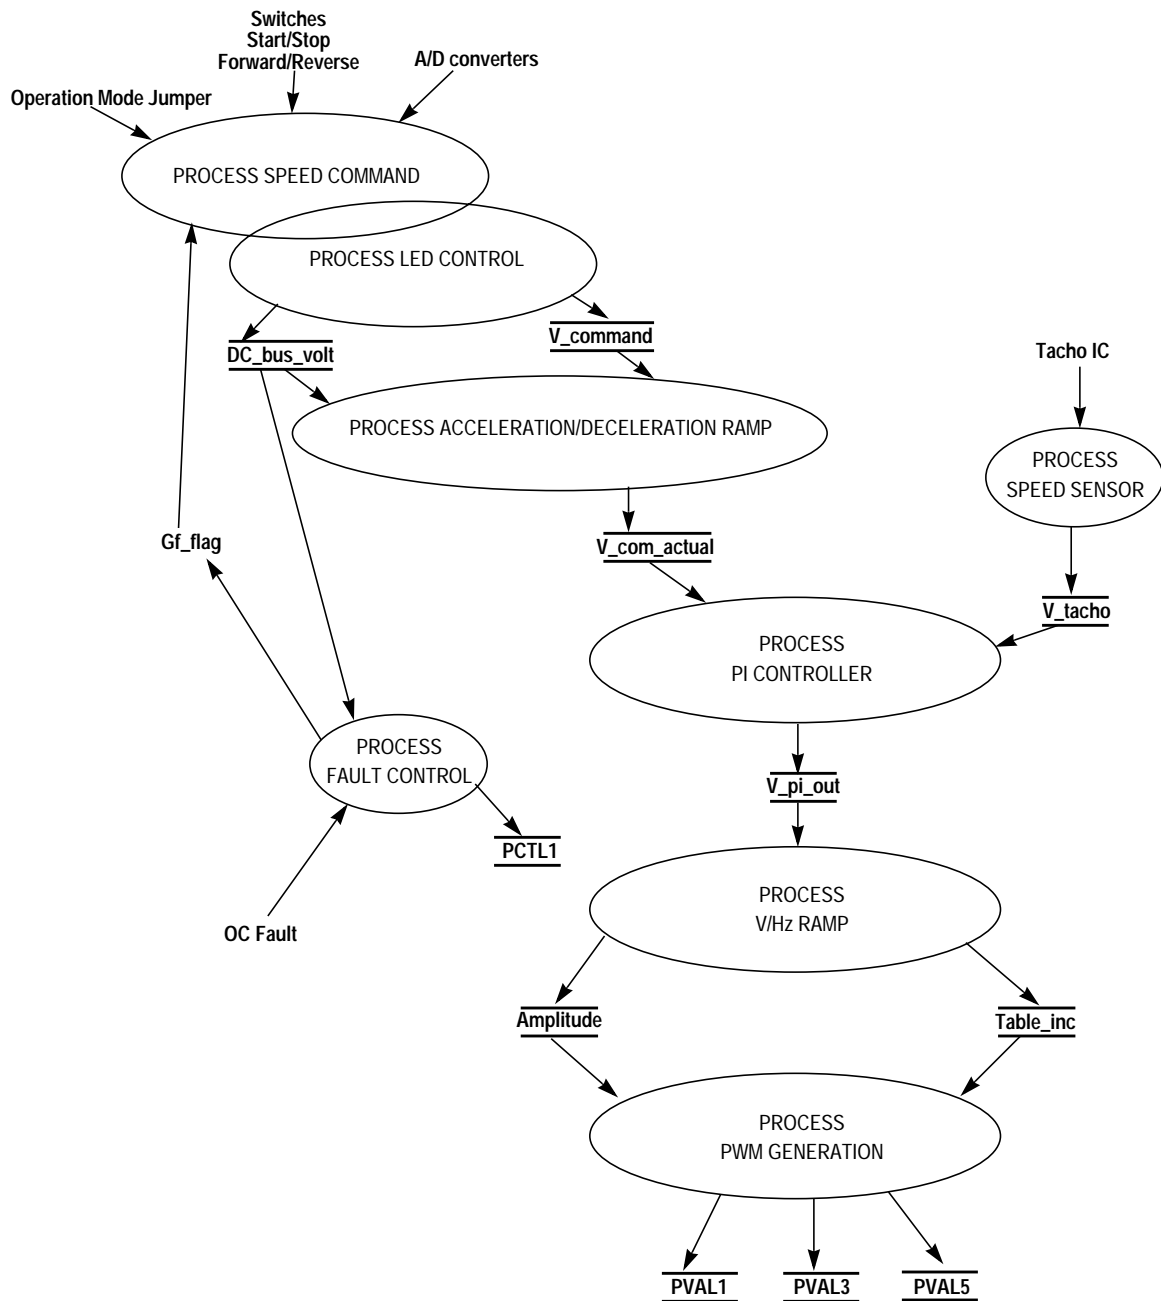 Switches
Start/Stop
Forward/Reverse
A/D converters
Operation Mode Jumper
PROCESS SPEED COMMAND
PROCESS LED CONTROL
V_command
DC_bus_volt
Tacho IC
PROCESS ACCELERATION/DECELERATION RAMP
PROCESS
SPEED SENSOR
Gf_flag
V_com_actual
V_tacho
PROCESS
PI CONTROLLER
PROCESS
FAULT CONTROL
V_pi_out
PCTL1
PROCESS
V/Hz RAMP
OC Fault
Amplitude
Table_inc
PROCESS
PWM GENERATION
PVAL1
PVAL3
PVAL5